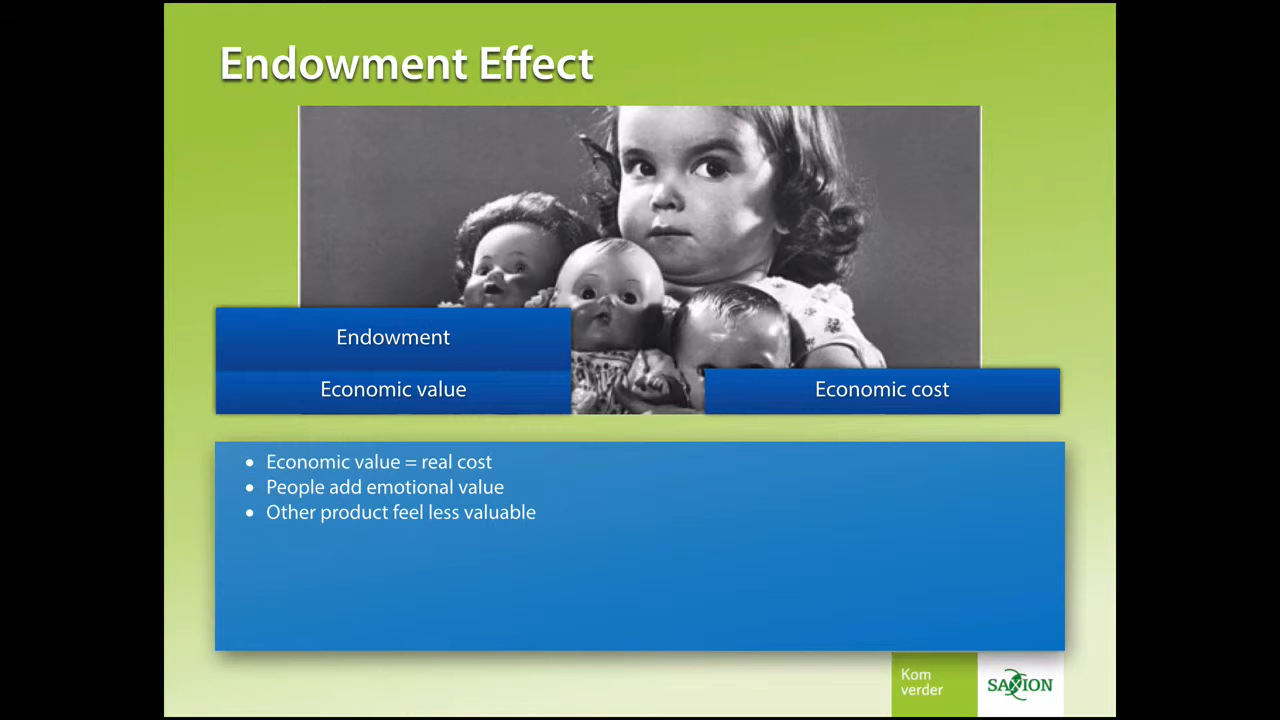 Endowment Effect
Endowment
Economic value
Economic cost
• Economic value = real cost
• People add emotional value
• Other product feel less valuable
Kom
verder
SAXION